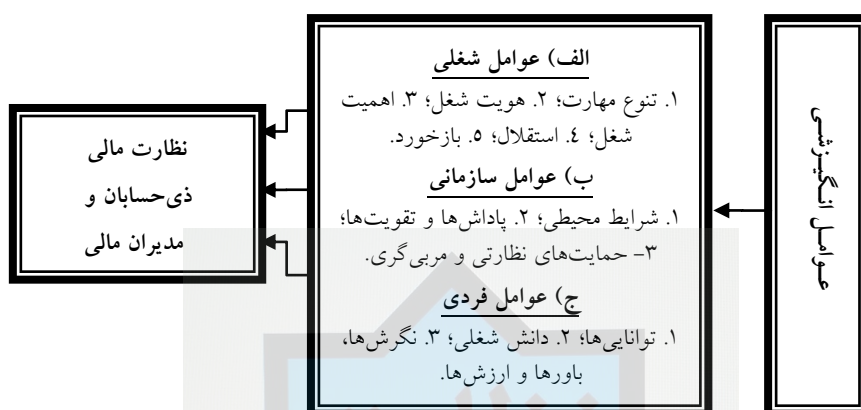 عوامل انگیزشی
الف) عوامل شغلی
۱. تنوع مهارت؛ ۲. هویت شغل؛ ۳. اهمیت
شغل؛ ٤. استقلال؛ ٥. بازخورد.
ب) عوامل سازمانی
۱. شرایط محیطی؛ ۲. پاداش‌ها و تقویت‌ها؛
۳- حمایت‌های نظارتی و مربی‌گری.
ج) عوامل فردی
۱. توانایی‌ها؛ ۲. دانش شغلی؛ ۳. نگرش‌ها،
باورها و ارزش‌ها.
نظارت مالی
ذی‌حسابان و
مدیران مالی